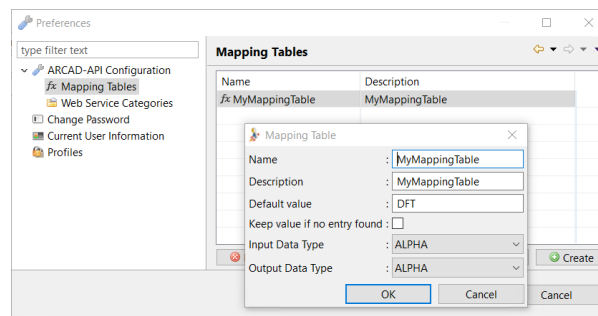 Preferences
type filter text
Mapping Tables
ARCAD-API Configuration
fx Mapping Tables
Web Service Categories
Change Password
Current User Information
Profiles
Name Description
fx MyMappingTable MyMappingTable
Mapping Table
Name : MyMappingTable
Description : MyMappingTable
Default value : DFT
Keep value if no entry found :
Input Data Type : ALPHA
Output Data Type : ALPHA
Create
OK Cancel
Cancel